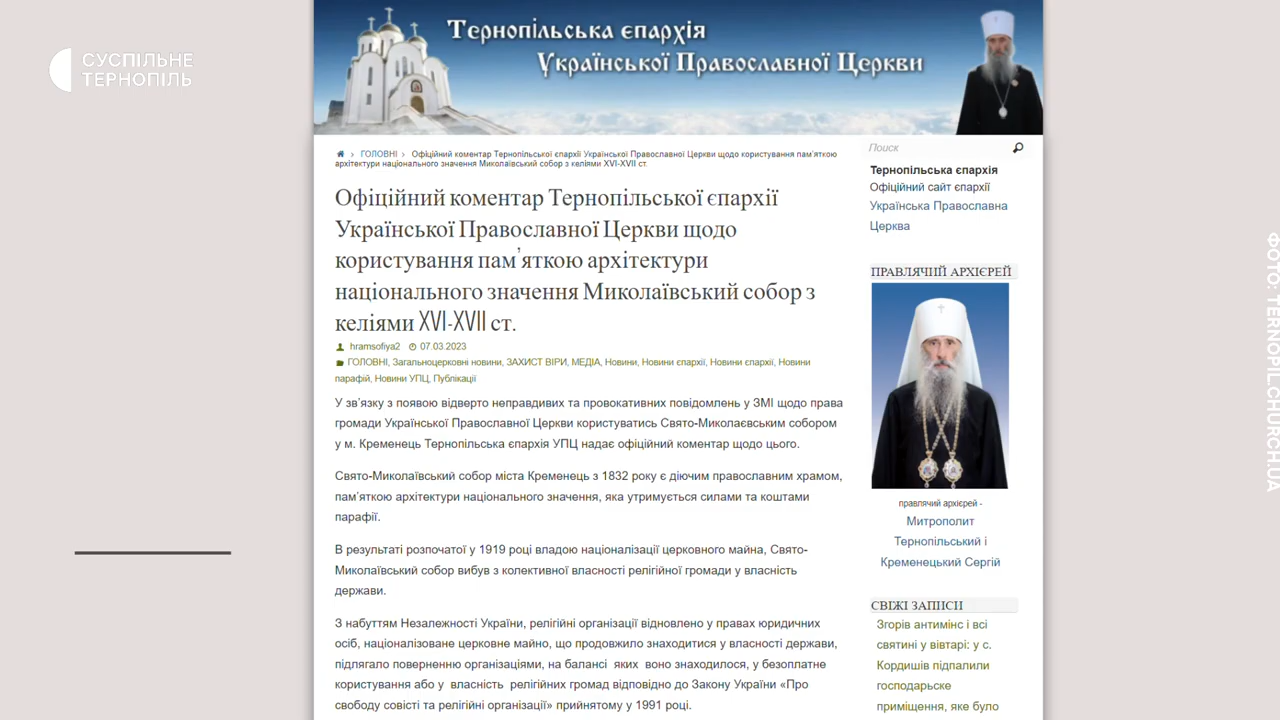 СУСПІЛЬНЕ
ТЕРНОПІЛЬ
Тернопільська єпархія
Української Православної Церкви
ГОЛОВНІ › Офіційний коментар Тернопільської єпархії Української Православної Церкви щодо користування пам’яткою
архітектури національного значення Миколаївський собор з келіями XVI-XVII ст.
Офіційний коментар Тернопільської єпархії
Української Православної Церкви щодо
користування пам’яткою архітектури
національного значення Миколаївський собор з
келіями XVI-XVII ст.
hramsofiya2 07.03.2023
ГОЛОВНІ, Загальноцерковні новини, ЗАХИСТ ВІРИ, МЕДІА, Новини, Новини єпархії, Новини єпархії, Новини
парафій, Новини УПЦ, Публікації
У зв’язку з появою відверто неправдивих та провокативних повідомлень у ЗМІ щодо права
громади Української Православної Церкви користуватись Свято-Миколаєвським собором
у м. Кременець Тернопільська єпархія УПЦ надає офіційний коментар щодо цього.
Свято-Миколаївський собор міста Кременець з 1832 року є діючим православним храмом,
пам’яткою архітектури національного значення, яка утримується силами та коштами
парафії.
В результаті розпочатої у 1919 році владою націоналізації церковного майна, Свято-
Миколаївський собор вибув з колективної власності релігійної громади у власність
держави.
З набуттям Незалежності України, релігійні організації відновлено у правах юридичних
осіб, націоналізоване церковне майно, що продовжило знаходитися у власності держави,
підлягало поверненню організаціями, на балансі яких воно знаходилося, у безоплатне
користування або у власність релігійних громад відповідно до Закону України «Про
свободу совісті та релігійні організації» прийнятому у 1991 році.
Поиск
Тернопільська єпархія
Офіційний сайт єпархії
Українська Православна
Церква
ПРАВЛЯЧИЙ АРХІЄРЕЙ
правлячий архієрей -
Митрополит
Тернопільський і
Кременецький Сергій
СВІЖІ ЗАПИСИ
Згорів антимінс і всі
святині у вівтарі: у с.
Кордишів підпалили
господарьске
приміщення, яке було
ФОТО: TERNOPIL.CHURCH.UA